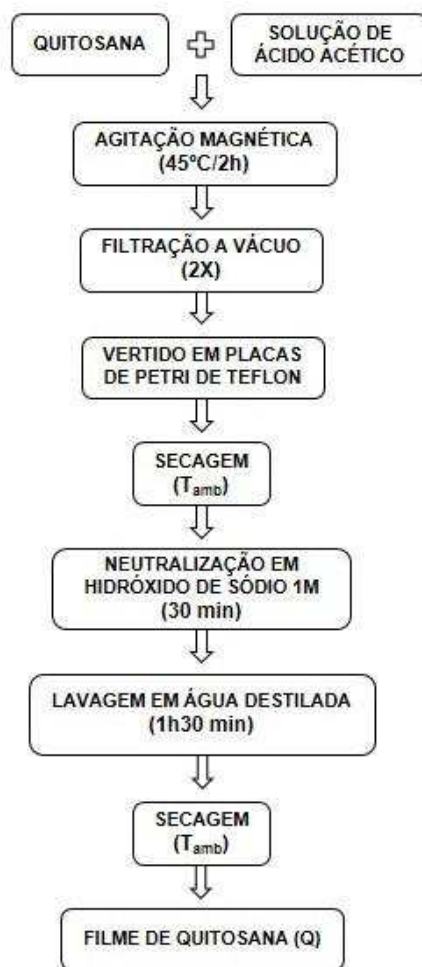 QUITOSANA
SOLUÇÃO DE
ÁCIDO ACÉTICO
AGITAÇÃO MAGNÉTICA
(45ºC/2h)
FILTRAÇÃO A VÁCUO
(2X)
VERTIDO EM PLACAS
DE PETRI DE TEFLON
SECAGEM
(Tamb)
NEUTRALIZAÇÃO EM
HIDRÓXIDO DE SÓDIO 1M
(30 min)
LAVAGEM EM ÁGUA DESTILADA
(1h30 min)
SECAGEM
(Tamb)
FILME DE QUITOSANA (Q)